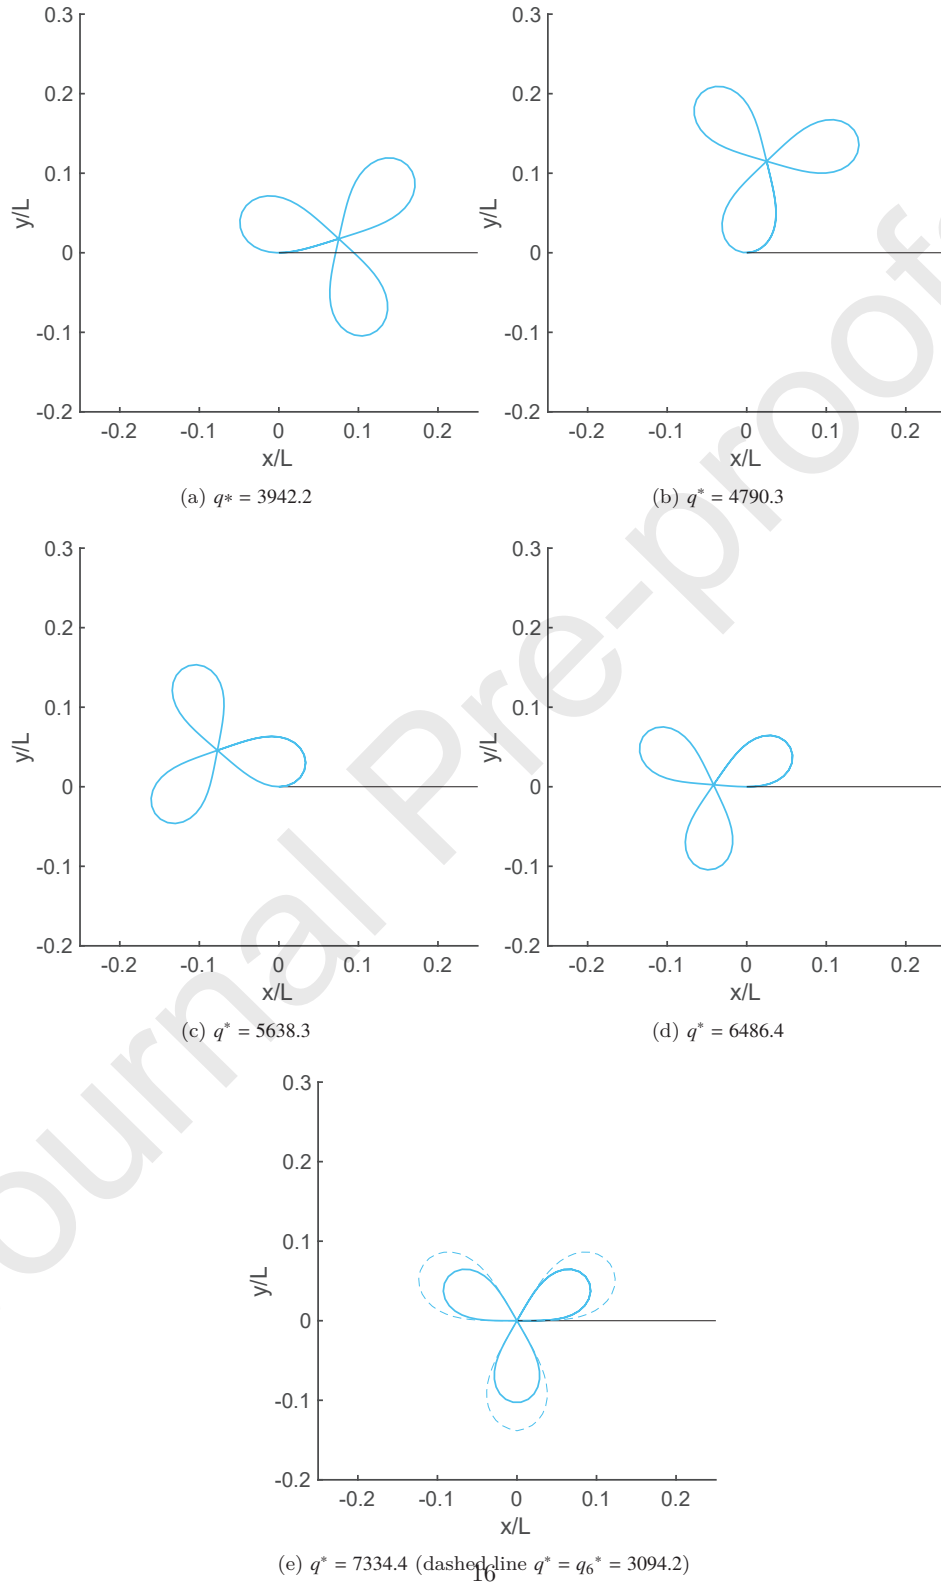 0.3
0.2
0.1
0
-0.1
-0.2
y/L
-0.2 -0.1 0 0.1 0.2
x/L
(a) q* = 3942.2
0.3
0.2
0.1
0
-0.1
-0.2
y/L
-0.2 -0.1 0 0.1 0.2
x/L
(b) q* = 4790.3
0.3
0.2
0.1
0
-0.1
-0.2
y/L
-0.2 -0.1 0 0.1 0.2
x/L
(c) q* = 5638.3
0.3
0.2
0.1
0
-0.1
-0.2
y/L
-0.2 -0.1 0 0.1 0.2
x/L
(d) q* = 6486.4
0.3
0.2
0.1
0
-0.1
-0.2
y/L
-0.2 -0.1 0 0.1 0.2
x/L
(e) q* = 7334.4 (dashed line q* = q₆* = 3094.2)
16
ournal Pre-proofs